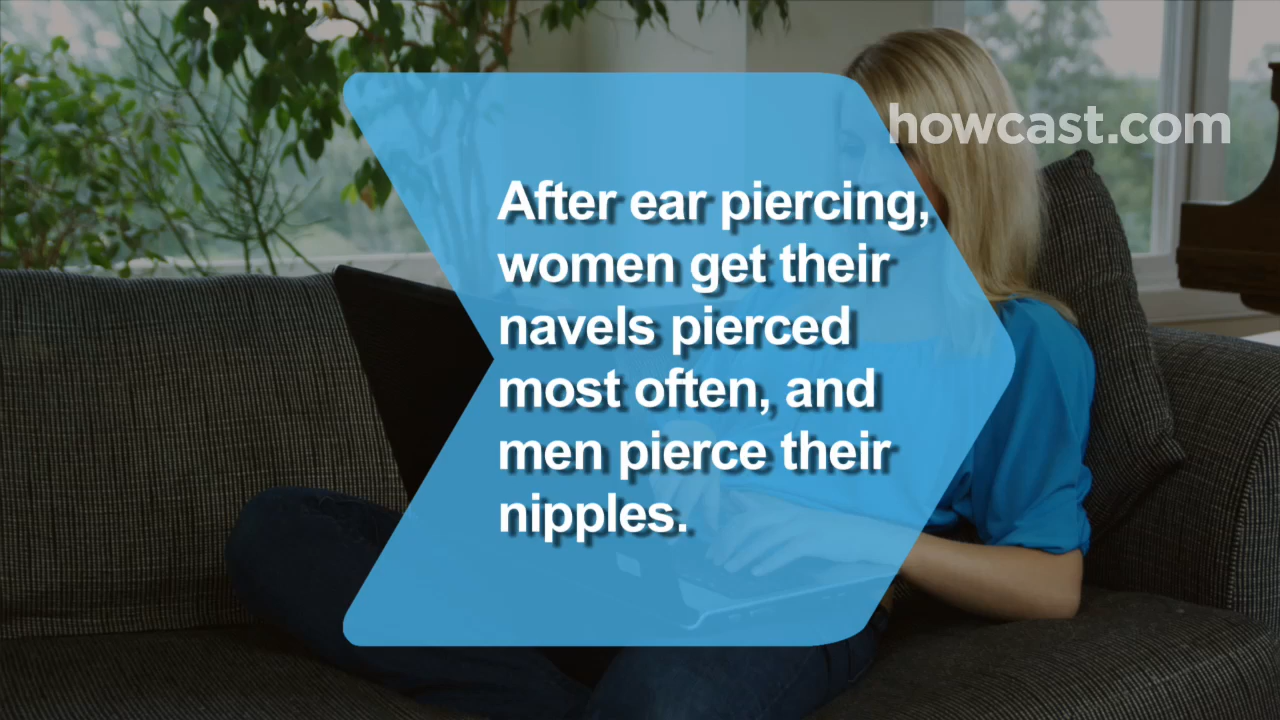 howcast.com
After ear piercing,
women get their
navels pierced
most often, and
men pierce their
nipples.